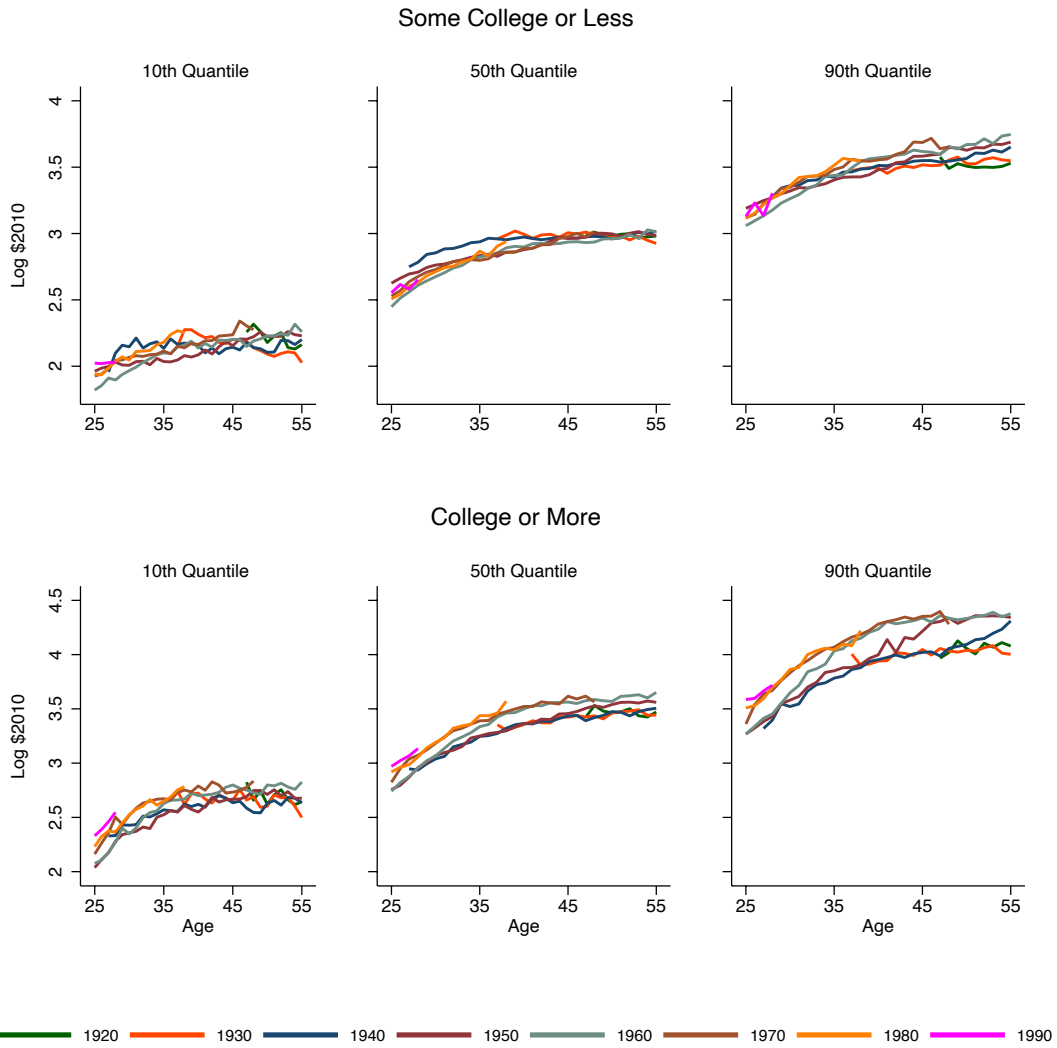 Some College or Less
10th Quantile 50th Quantile 90th Quantile
Log $2010
4
3.5
3
2.5
2
25 35 45 55 25 35 45 55 25 35 45 55
College or More
10th Quantile 50th Quantile 90th Quantile
Log $2010
4.5
4
3.5
3
2.5
2
25 35 45 55 25 35 45 55 25 35 45 55
Age Age Age
1920 1930 1940 1950 1960 1970 1980 1990